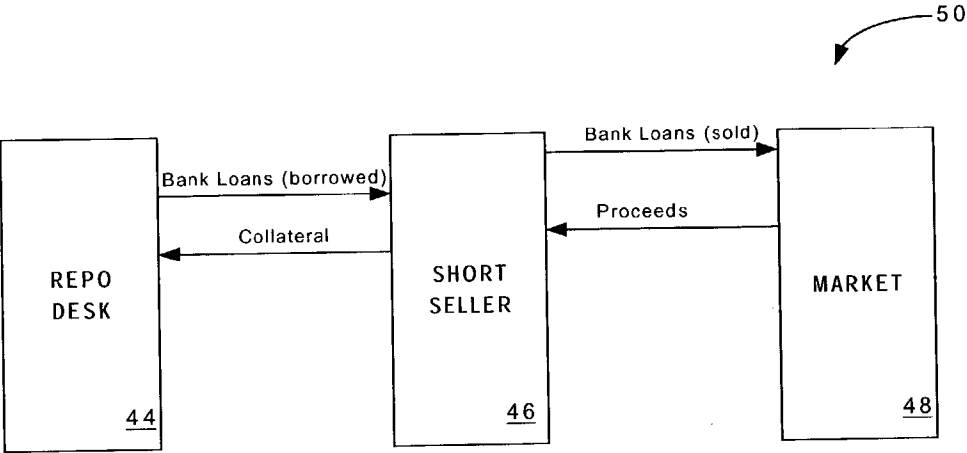 50
Bank Loans (sold)
Bank Loans (borrowed)
Proceeds
Collateral
REPO
DESK
SHORT
SELLER
MARKET
44
46
48